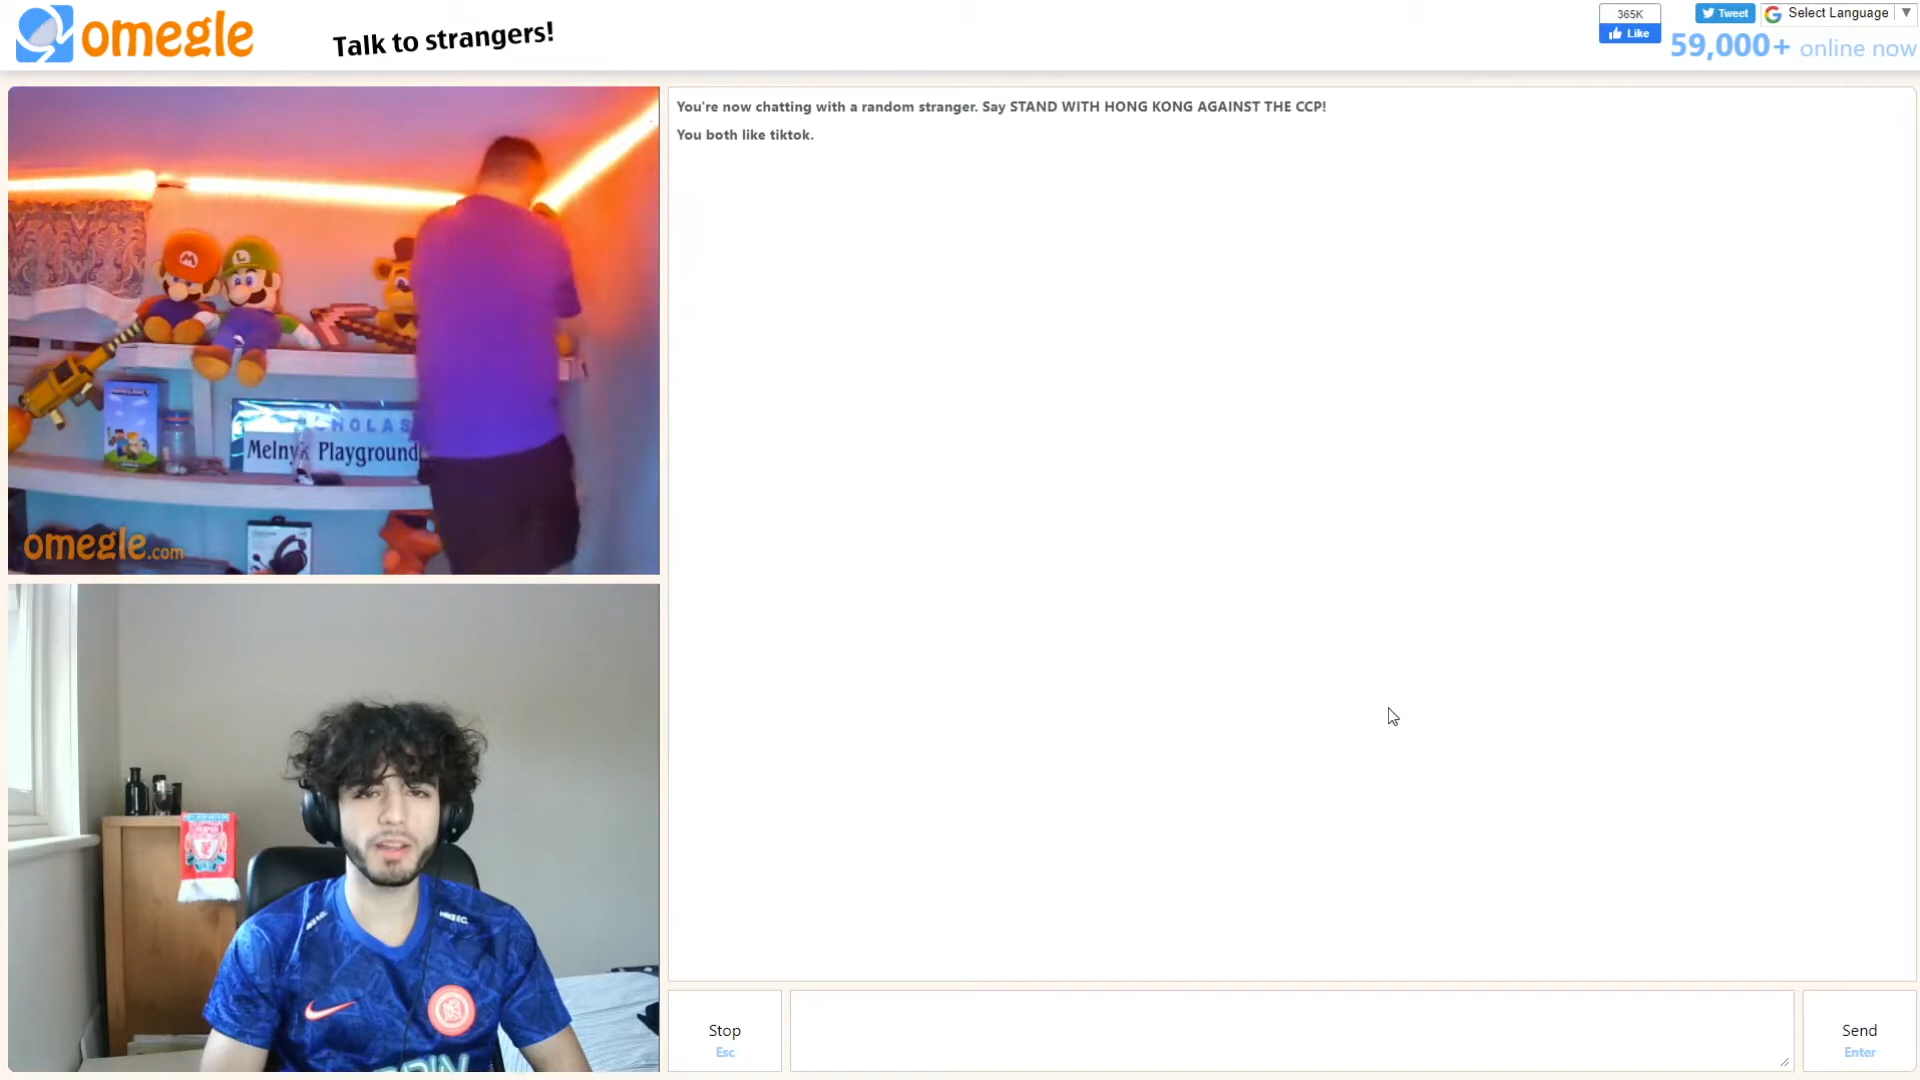 omegle
Talk to strangers!
365K
Like
Tweet
Select Language
59,000+ online now
You're now chatting with a random stranger. Say STAND WITH HONG KONG AGAINST THE CCP!
You both like tiktok.
M
L
HOLAS
Melnyk Playground
omegle.com
NIKE F.C.
Stop
Esc
Send
Enter